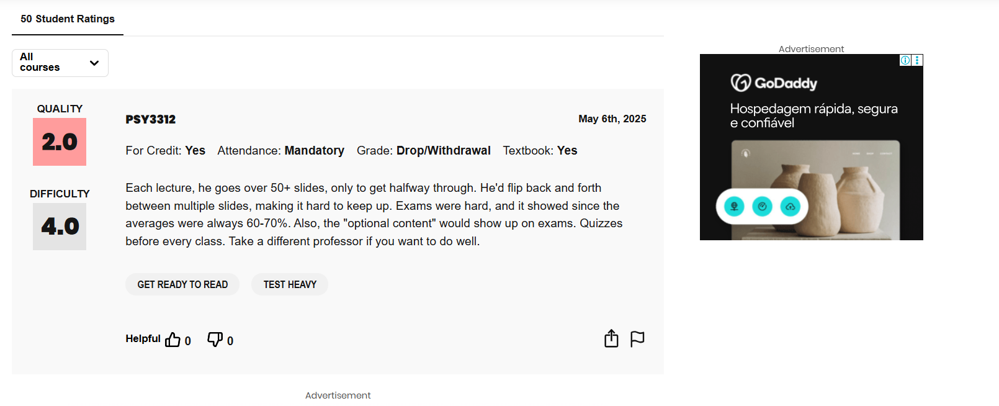 50 Student Ratings
All
courses
QUALITY
2.0
DIFFICULTY
4.0
PSY3312
May 6th, 2025
For Credit: Yes Attendance: Mandatory Grade: Drop/Withdrawal Textbook: Yes
Each lecture, he goes over 50+ slides, only to get halfway through. He'd flip back and forth
between multiple slides, making it hard to keep up. Exams were hard, and it showed since the
averages were always 60-70%. Also, the "optional content" would show up on exams. Quizzes
before every class. Take a different professor if you want to do well.
GET READY TO READ TEST HEAVY
Helpful 0 0
Advertisement
Advertisement
GoDaddy
Hospedagem rápida, segura
e confiável